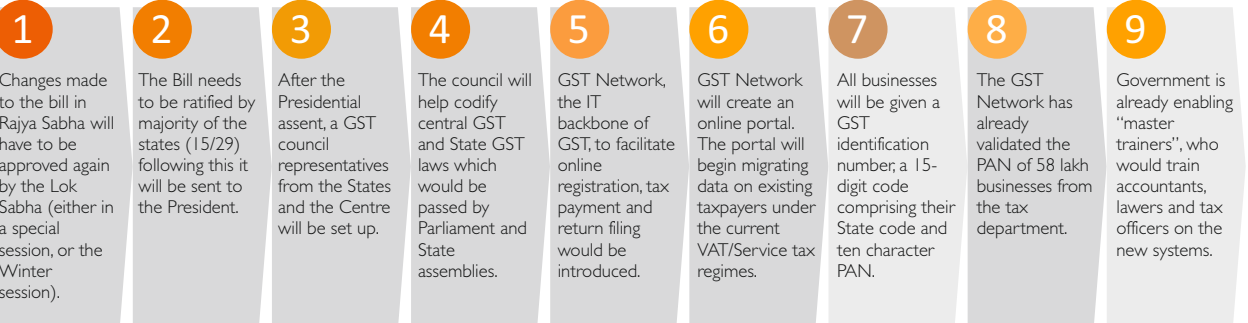 1
Changes made
to the bill in
Rajya Sabha will
have to be
approved again
by the Lok
Sabha (either in
a special
session, or the
Winter
session).
2
The Bill needs
to be ratified by
majority of the
states (15/29)
following this it
will be sent to
the President.
3
After the
Presidential
assent, a GST
council
representatives
from the States
and the Centre
will be set up.
4
The council will
help codify
central GST
and State GST
laws which
would be
passed by
Parliament and
State
assemblies.
5
GST Network,
the IT
backbone of
GST, to facilitate
online
registration, tax
payment and
return filing
would be
introduced.
6
GST Network
will create an
online portal.
The portal will
begin migrating
data on existing
taxpayers under
the current
VAT/Service tax
regimes.
7
All businesses
will be given a
GST
identification
number, a 15-
digit code
comprising their
State code and
ten character
PAN.
8
The GST
Network has
already
validated the
PAN of 58 lakh
businesses from
the tax
department.
9
Government is
already enabling
“master
trainers”, who
would train
accountants,
lawers and tax
officers on the
new systems.